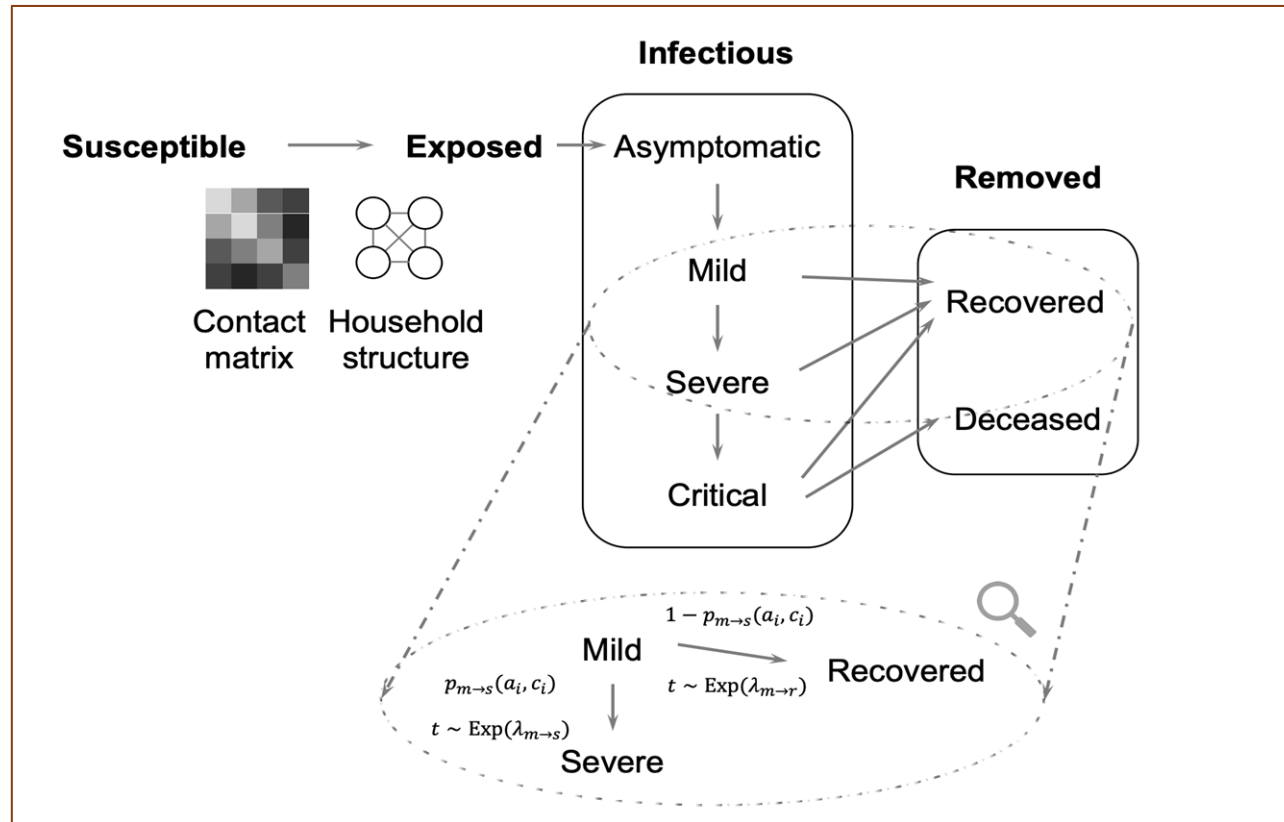 Infectious
Susceptible
Exposed
Asymptomatic
Removed
Mild
Recovered
Contact
matrix
Household
structure
Severe
Deceased
Critical
1 − p_{m→s}(a_i, c_i)
Mild
Recovered
p_{m→s}(a_i, c_i)
t ~ Exp(λ_{m→r})
t ~ Exp(λ_{m→s})
Severe